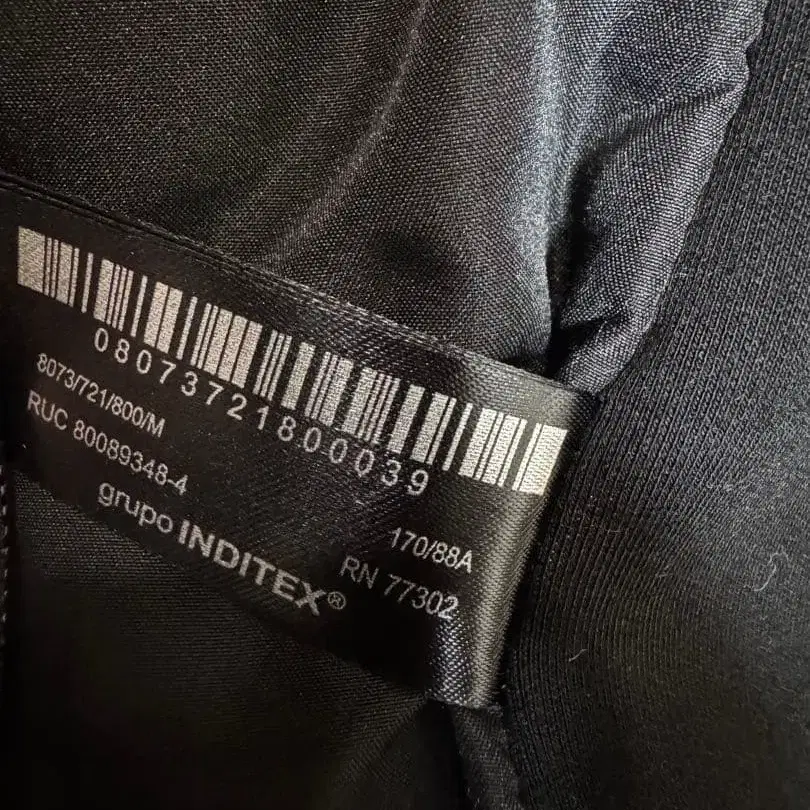 08073721800039
8073/721/800/M
170/88A
RUC 80089348-4
RN 77302
grupo INDITEX®